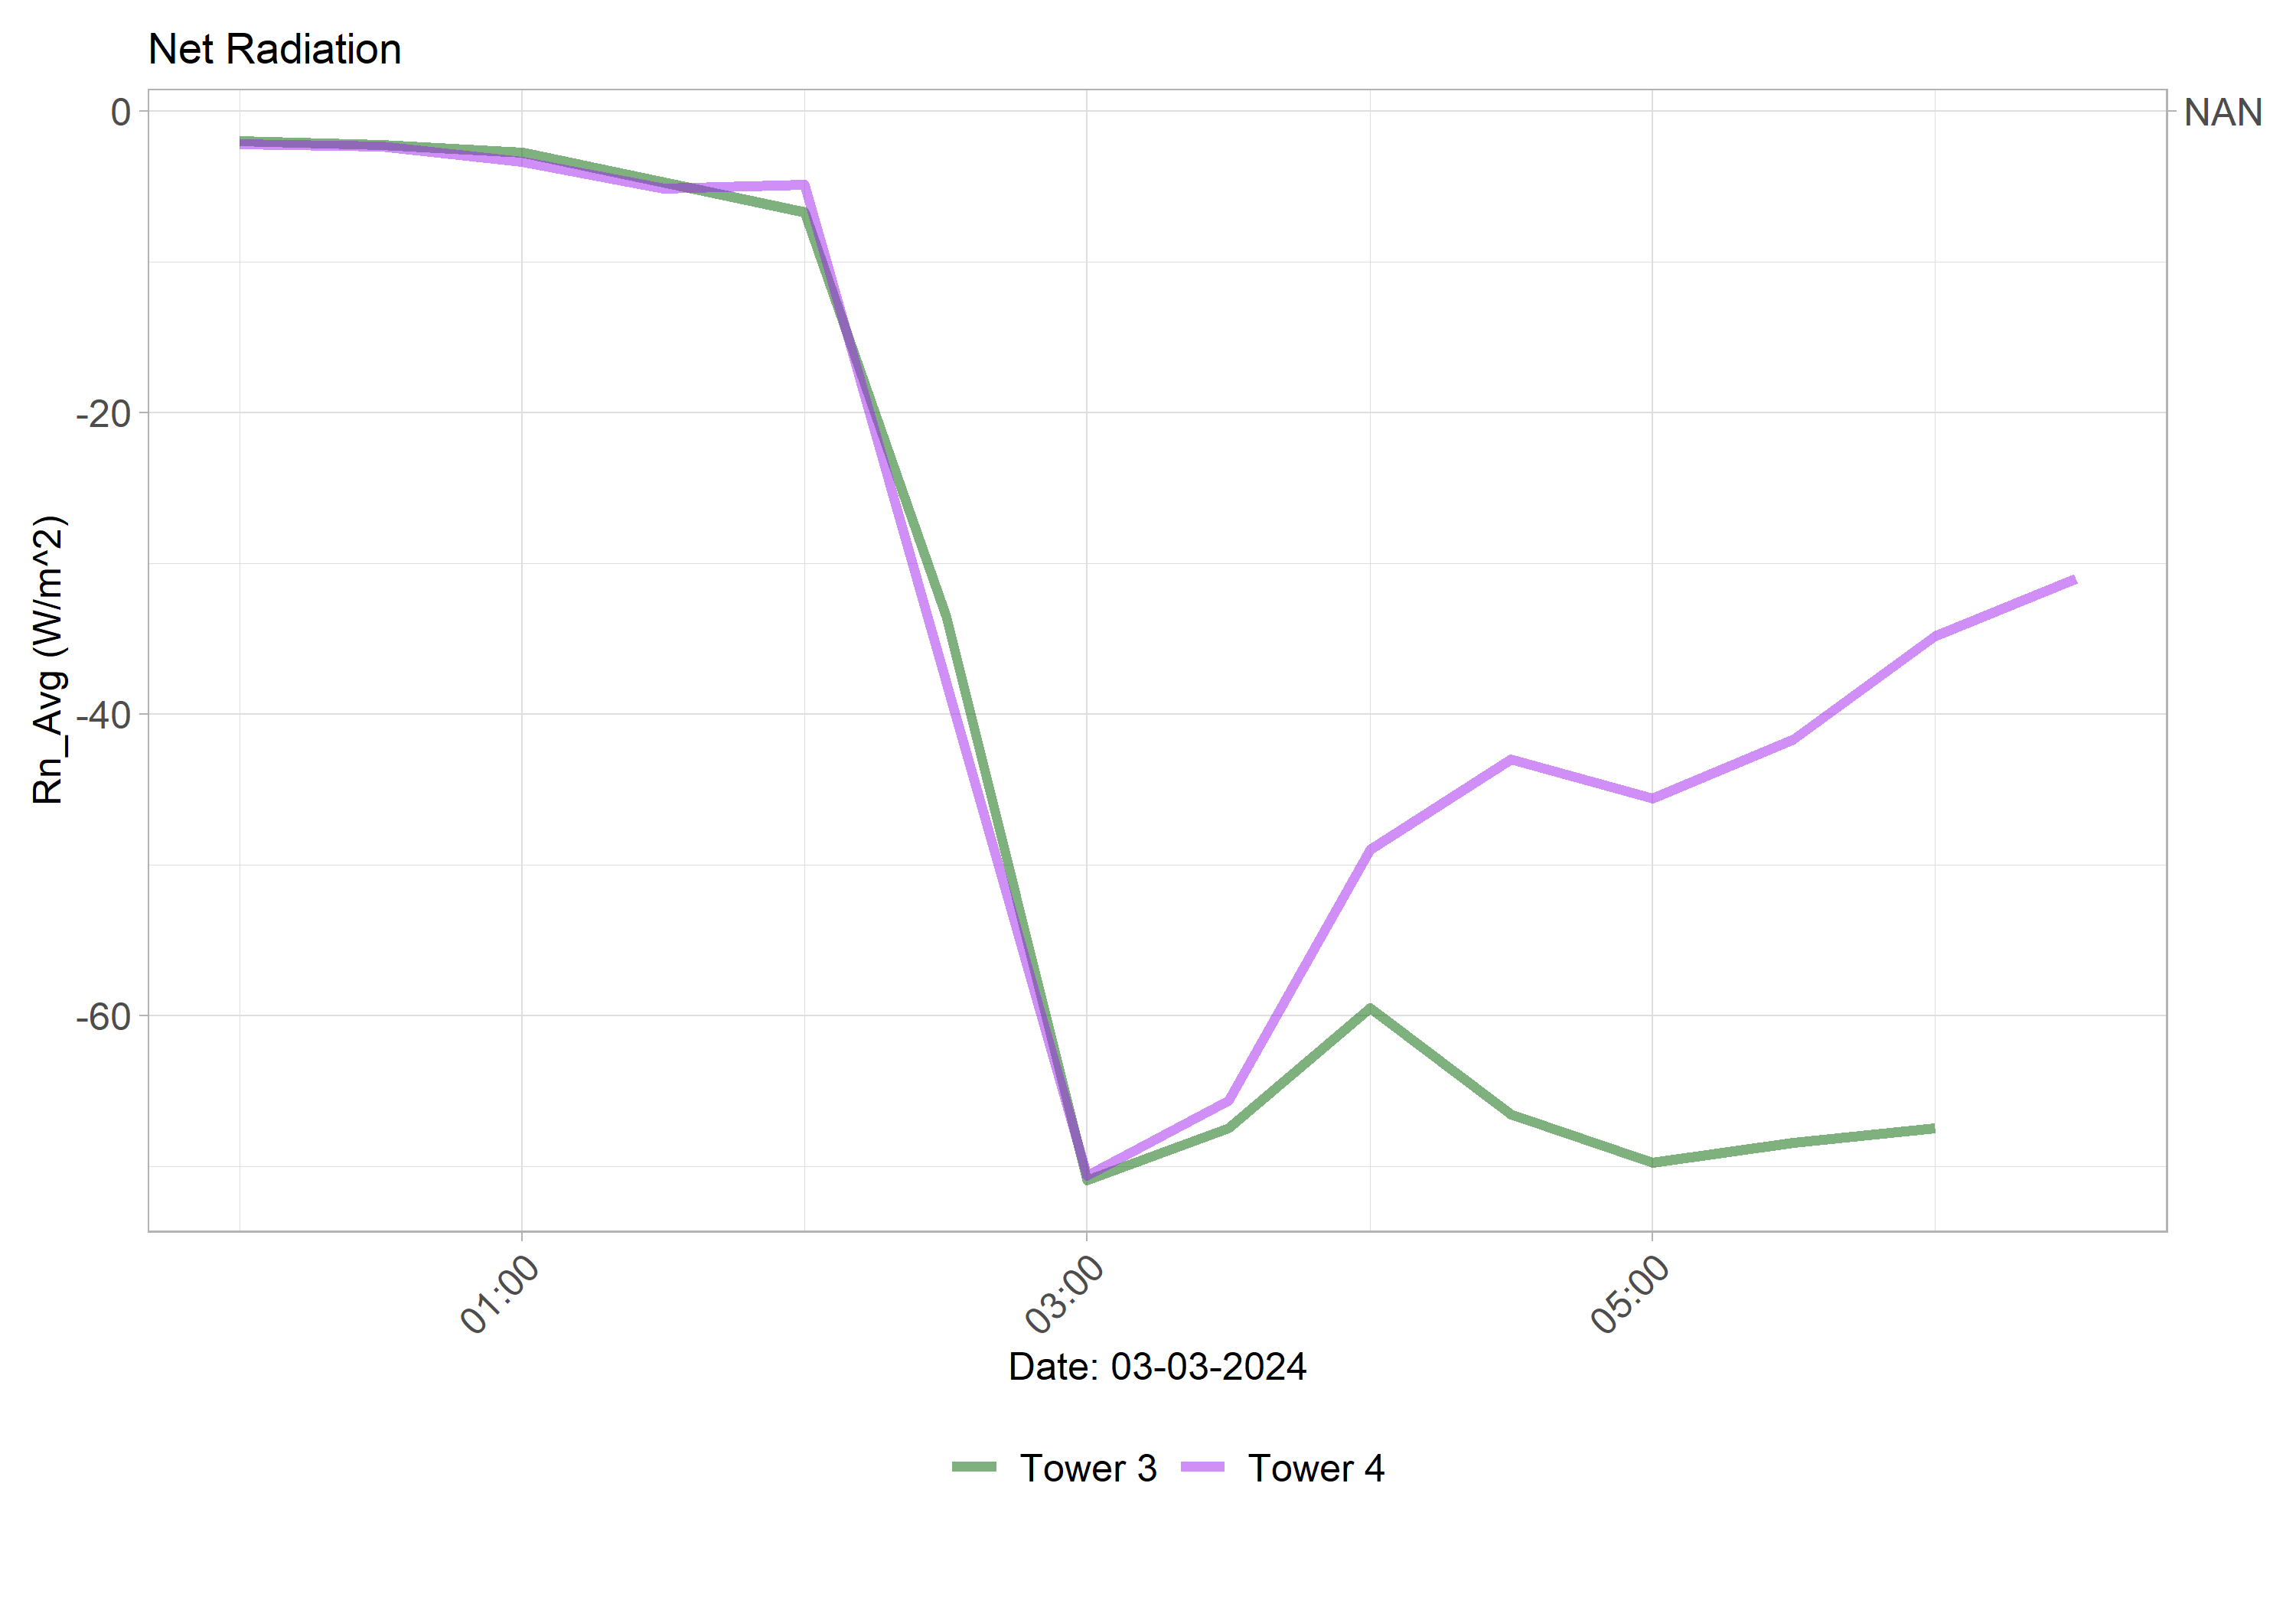 Net Radiation
0
NAN
-20
-40
-60
Rn_Avg (W/m^2)
01:00
03:00
05:00
Date: 03-03-2024
Tower 3
Tower 4